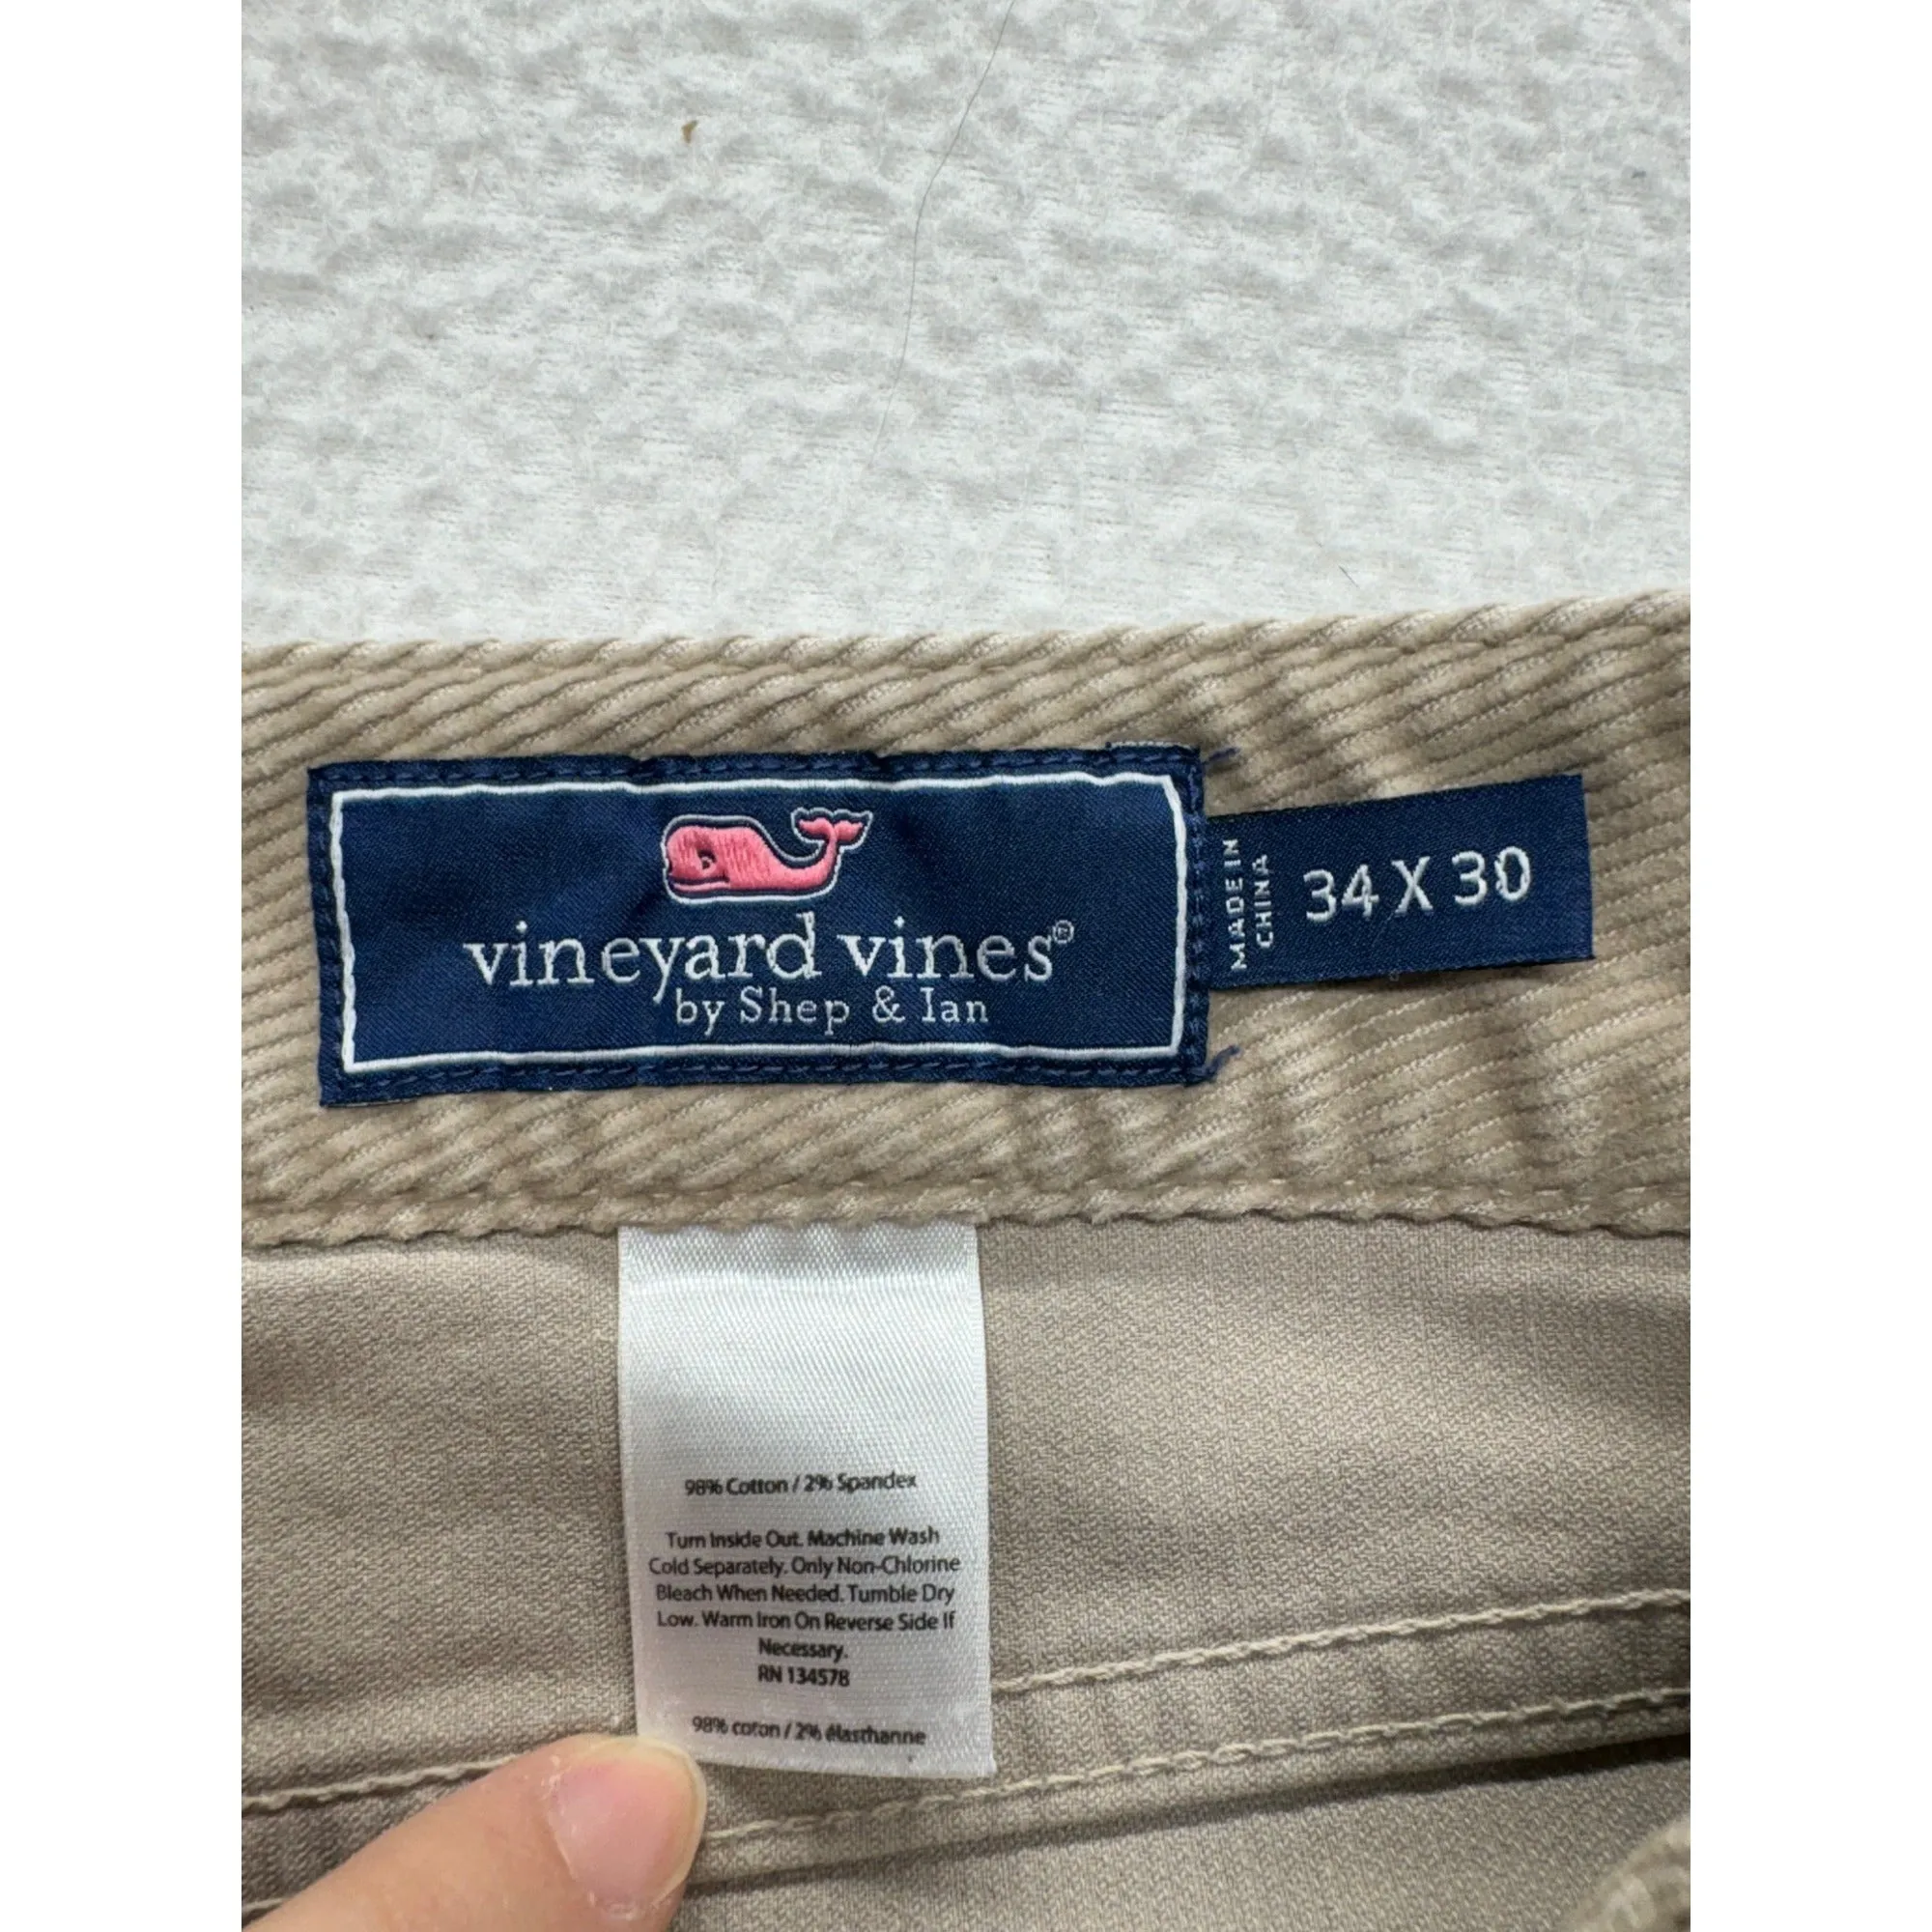 vineyard vines®
by Shep & Ian
MADE IN
CHINA
34 X 30
98% Cotton / 2% Spandex
Turn Inside Out. Machine Wash
Cold Separately. Only Non-Chlorine
Bleach When Needed. Tumble Dry
Low. Warm Iron On Reverse Side If
Necessary.
RN 134578
98% coton / 2% élasthanne